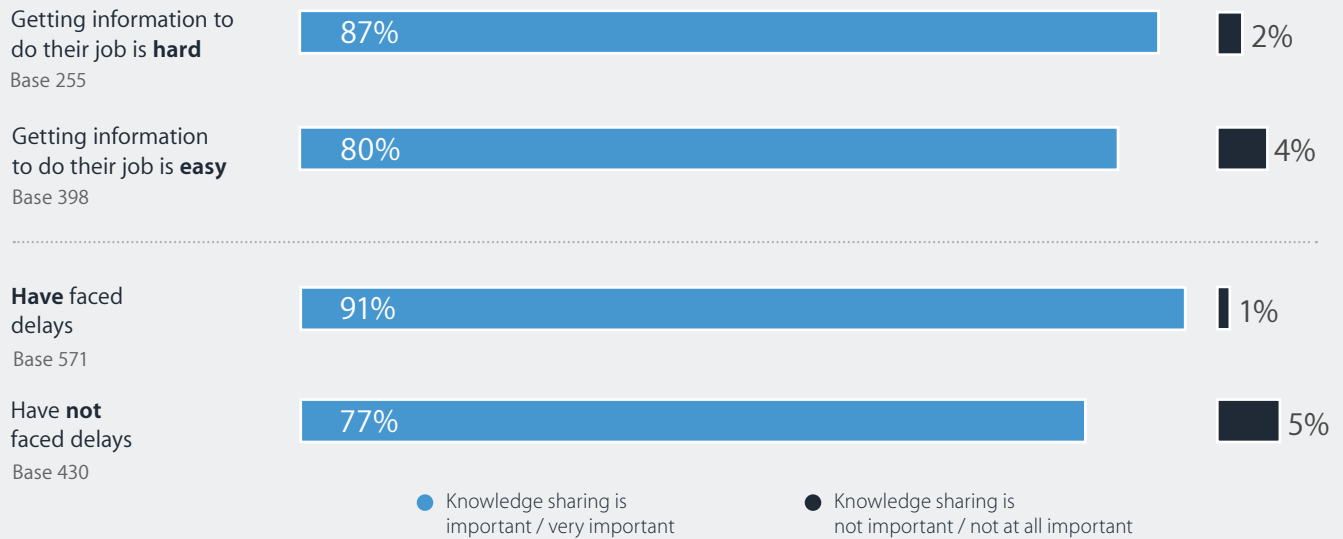 Getting information to
do their job is hard
Base 255
87%
2%
Getting information
to do their job is easy
Base 398
80%
4%
Have faced
delays
Base 571
91%
1%
Have not
faced delays
Base 430
77%
5%
Knowledge sharing is
important / very important
Knowledge sharing is
not important / not at all important